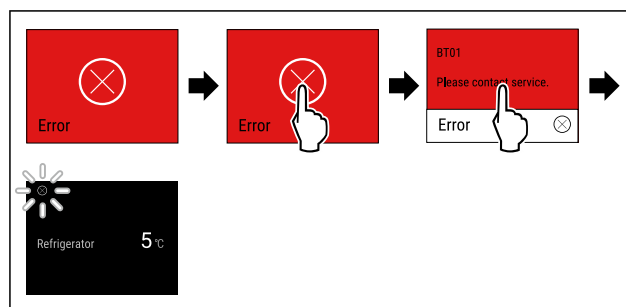 Error
Error
BT01
Please contact service.
Error
Refrigerator 5 °C